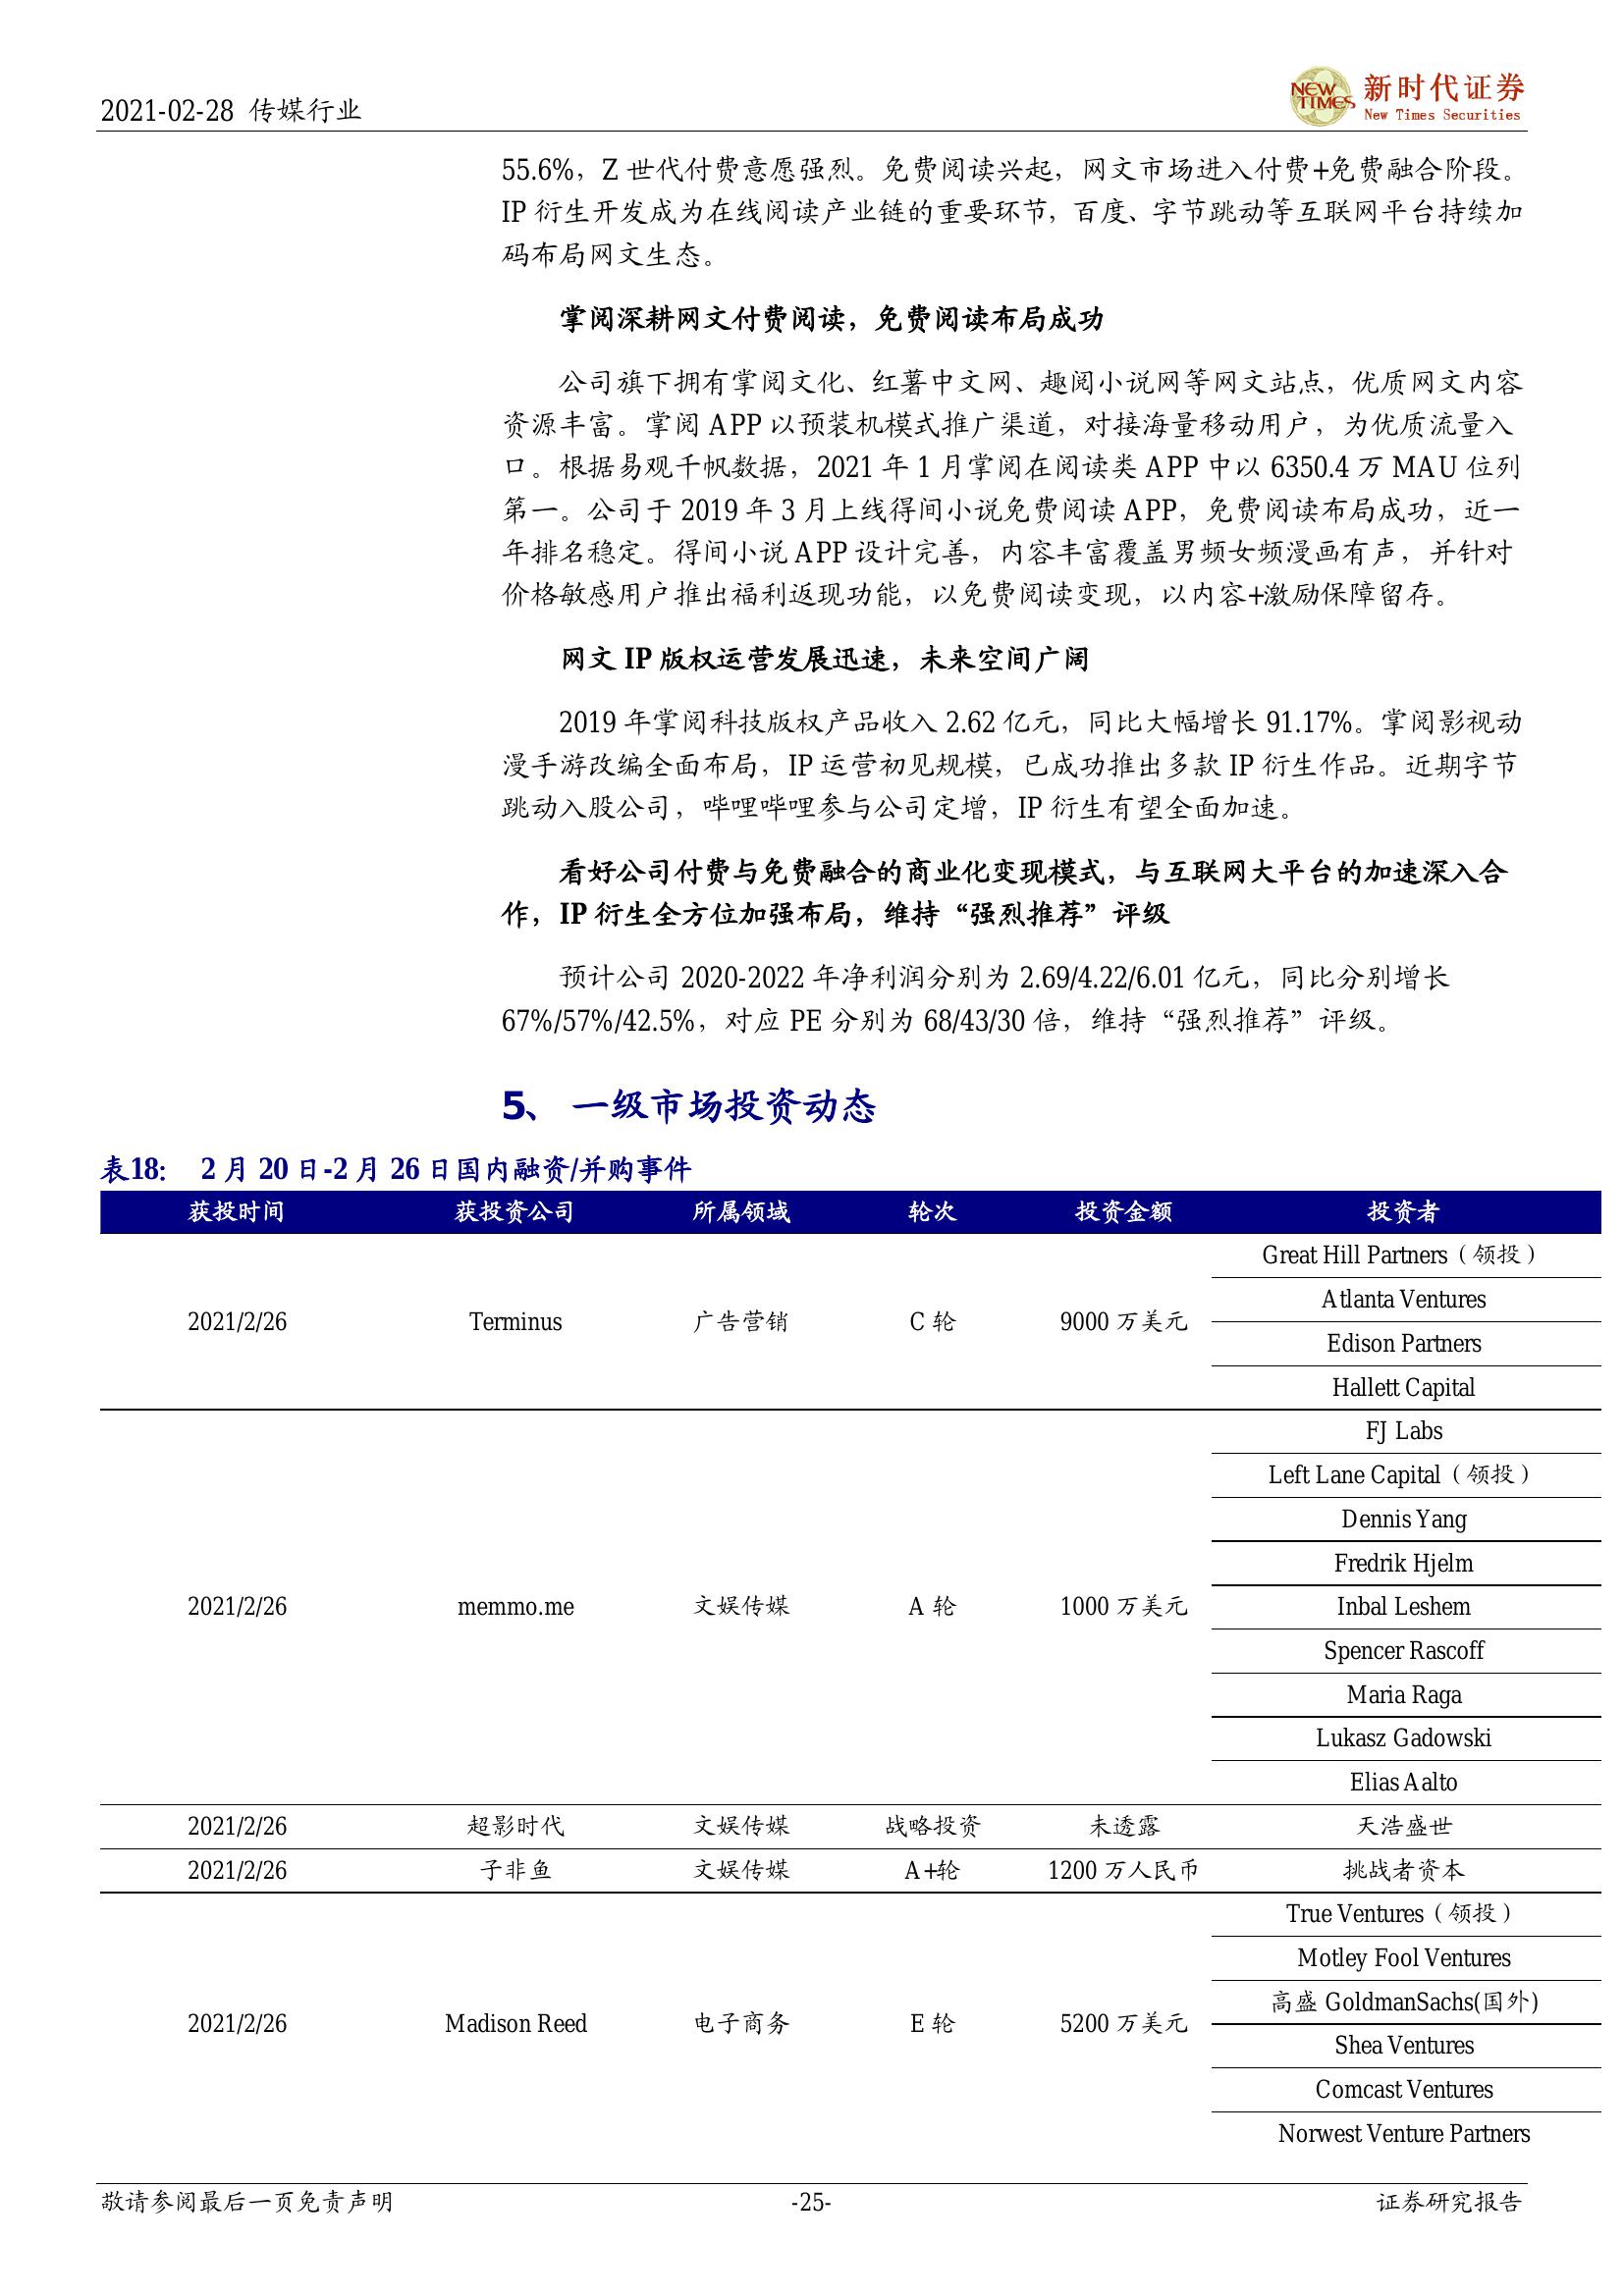 2021-02-28 传媒行业
NEW TIMES 新时代证券
New Times Securities
55.6%，Z 世代付费意愿强烈。免费阅读兴起，网文市场进入付费+免费融合阶段。
IP 衍生开发成为在线阅读产业链的重要环节，百度、字节跳动等互联网平台持续加
码布局网文生态。
掌阅深耕网文付费阅读，免费阅读布局成功
公司旗下拥有掌阅文化、红薯中文网、趣阅小说网等网文站点，优质网文内容
资源丰富。掌阅 APP 以预装机模式推广渠道，对接海量移动用户，为优质流量入
口。根据易观千帆数据，2021 年 1 月掌阅在阅读类 APP 中以 6350.4 万 MAU 位列
第一。公司于 2019 年 3 月上线得间小说免费阅读 APP，免费阅读布局成功，近一
年排名稳定。得间小说 APP 设计完善，内容丰富覆盖男频女频漫画有声，并针对
价格敏感用户推出福利返现功能，以免费阅读变现，以内容+激励保障留存。
网文 IP 版权运营发展迅速，未来空间广阔
2019 年掌阅科技版权产品收入 2.62 亿元，同比大幅增长 91.17%。掌阅影视动
漫手游改编全面布局，IP 运营初见规模，已成功推出多款 IP 衍生作品。近期字节
跳动入股公司，哔哩哔哩参与公司定增，IP 衍生有望全面加速。
看好公司付费与免费融合的商业化变现模式，与互联网大平台的加速深入合
作，IP 衍生全方位加强布局，维持“强烈推荐”评级
预计公司 2020-2022 年净利润分别为 2.69/4.22/6.01 亿元，同比分别增长
67%/57%/42.5%，对应 PE 分别为 68/43/30 倍，维持“强烈推荐”评级。
5、 一级市场投资动态
表18: 2 月 20 日-2 月 26 日国内融资/并购事件
获投时间 获投资公司 所属领域 轮次 投资金额 投资者
2021/2/26 Terminus 广告营销 C 轮 9000 万美元 Great Hill Partners（领投）
Atlanta Ventures
Edison Partners
Hallett Capital
2021/2/26 memmo.me 文娱传媒 A 轮 1000 万美元 FJ Labs
Left Lane Capital（领投）
Dennis Yang
Fredrik Hjelm
Inbal Leshem
Spencer Rascoff
Maria Raga
Lukasz Gadowski
Elias Aalto
2021/2/26 超影时代 文娱传媒 战略投资 未透露 天浩盛世
2021/2/26 子非鱼 文娱传媒 A+轮 1200 万人民币 挑战者资本
2021/2/26 Madison Reed 电子商务 E 轮 5200 万美元 True Ventures（领投）
Motley Fool Ventures
高盛 GoldmanSachs(国外)
Shea Ventures
Comcast Ventures
Norwest Venture Partners
敬请参阅最后一页免责声明 -25- 证券研究报告